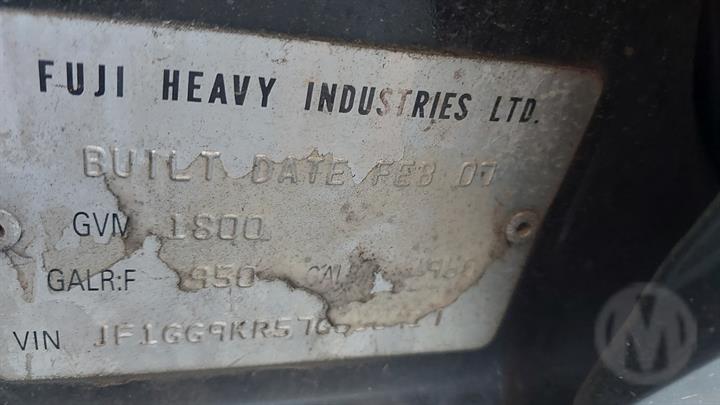 FUJI HEAVY INDUSTRIES LTD.
BUILT DATE FEB 07
GVM 1800
GALR:F 950
VIN